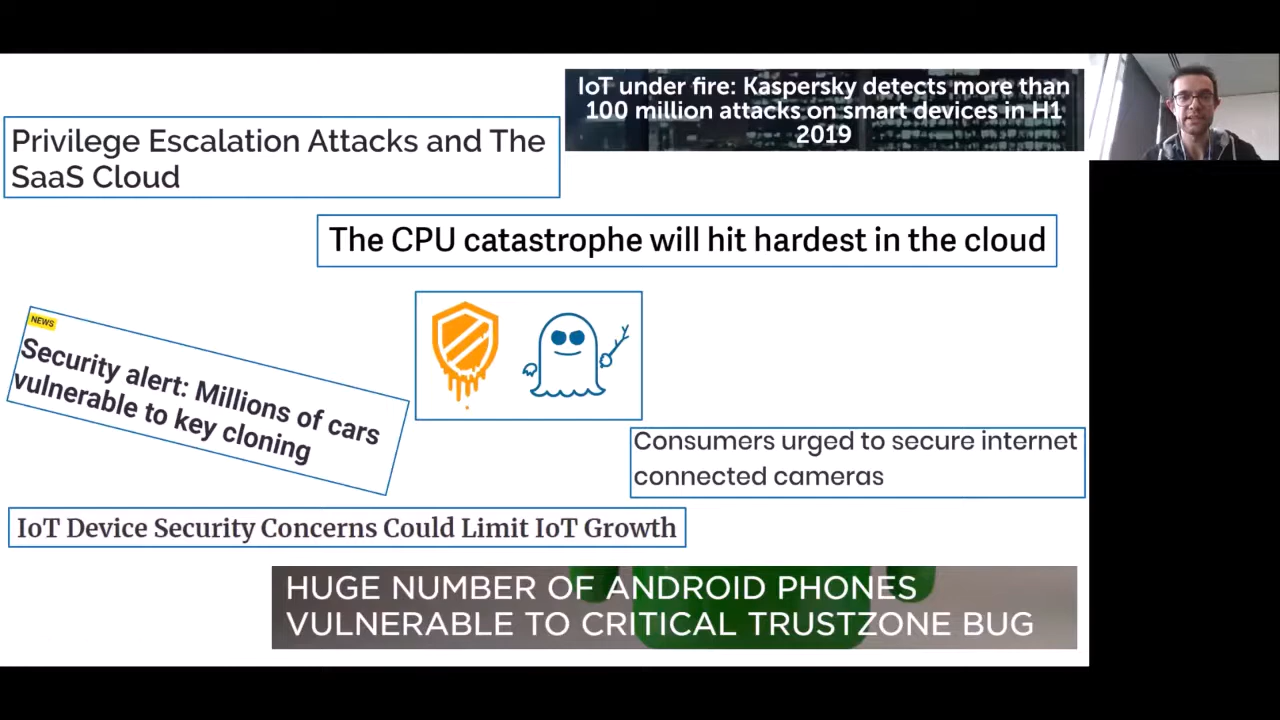 IoT under fire: Kaspersky detects more than
100 million attacks on smart devices in H1
2019
Privilege Escalation Attacks and The
SaaS Cloud
The CPU catastrophe will hit hardest in the cloud
NEWS
Security alert: Millions of cars
vulnerable to key cloning
Consumers urged to secure internet
connected cameras
IoT Device Security Concerns Could Limit IoT Growth
HUGE NUMBER OF ANDROID PHONES
VULNERABLE TO CRITICAL TRUSTZONE BUG